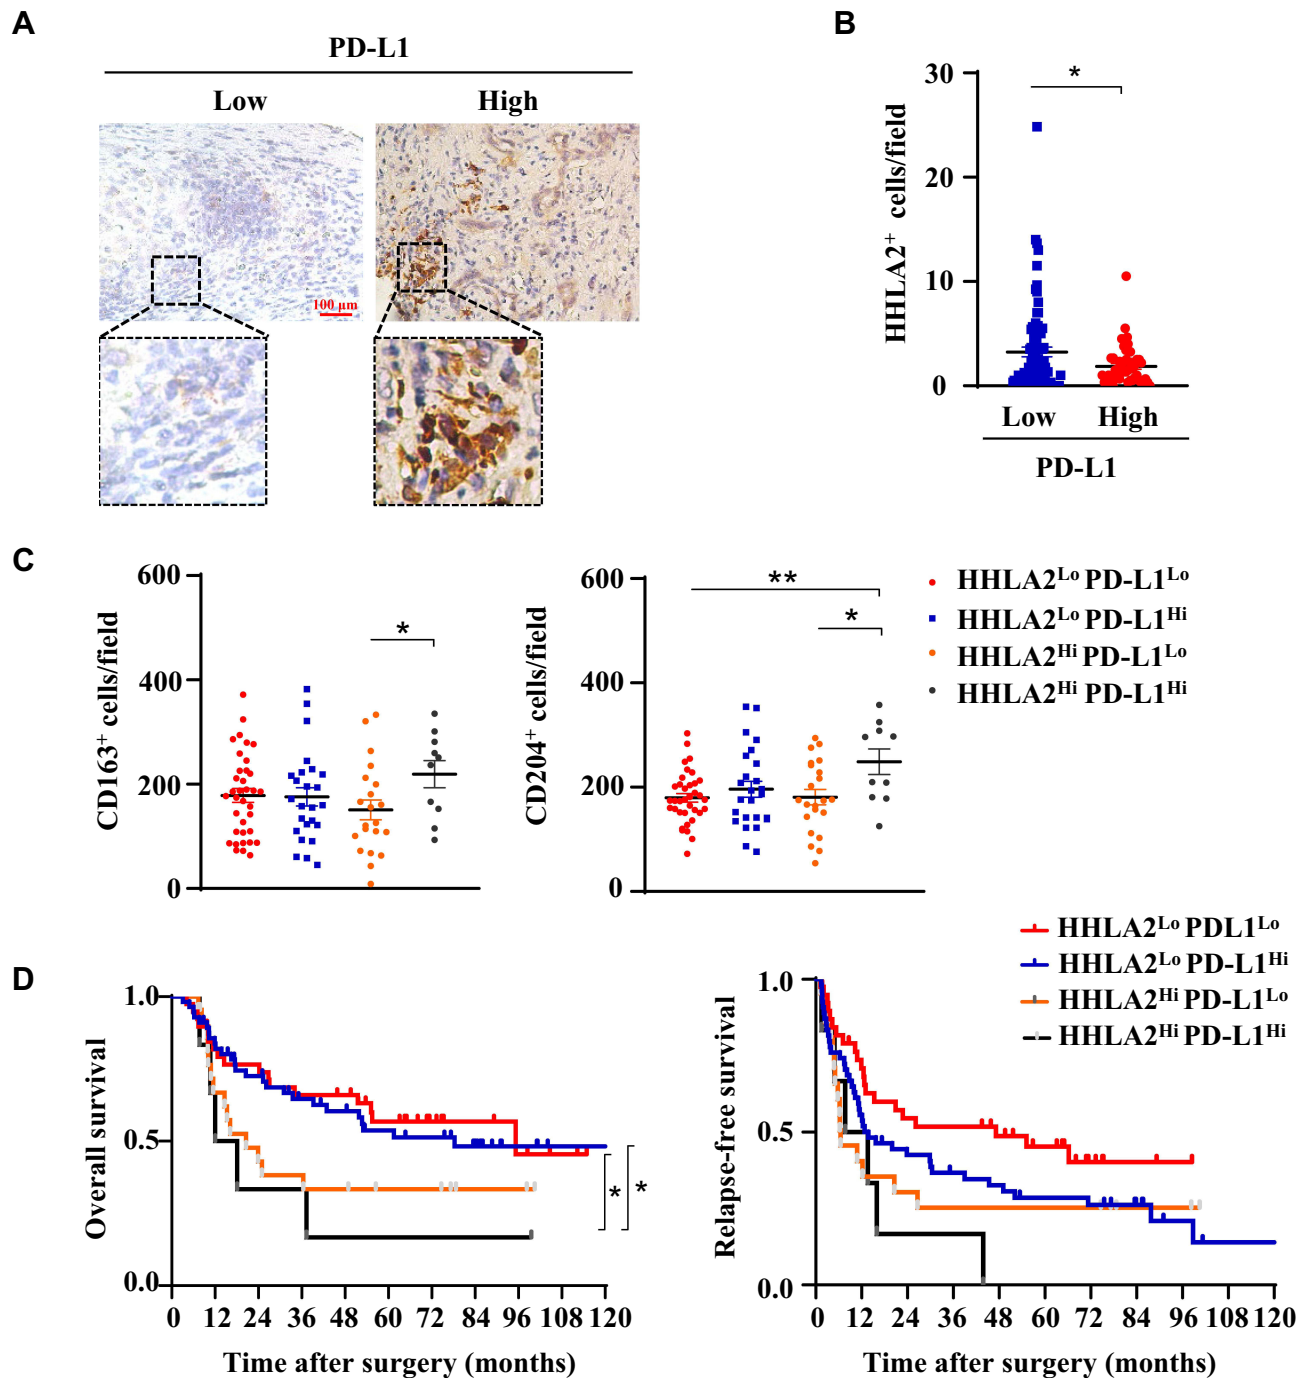 A
PD-L1
Low High
100 μm
B
*
30
20
10
0
HHLA2⁺ cells/field
Low High
PD-L1
C
600
400
200
0
CD163⁺ cells/field
*
600
400
200
0
CD204⁺ cells/field
**
*
HHLA2ᴸᵒ PD-L1ᴸᵒ
HHLA2ᴸᵒ PD-L1ᴴⁱ
HHLA2ᴴⁱ PD-L1ᴸᵒ
HHLA2ᴴⁱ PD-L1ᴴⁱ
HHLA2ᴸᵒ PDL1ᴸᵒ
HHLA2ᴸᵒ PD-L1ᴴⁱ
HHLA2ᴴⁱ PD-L1ᴸᵒ
HHLA2ᴴⁱ PD-L1ᴴⁱ
D
1.0
0.5
0.0
Overall survival
* *
0 12 24 36 48 60 72 84 96 108 120
Time after surgery (months)
1.0
0.5
0.0
Relapse-free survival
0 12 24 36 48 60 72 84 96 108 120
Time after surgery (months)